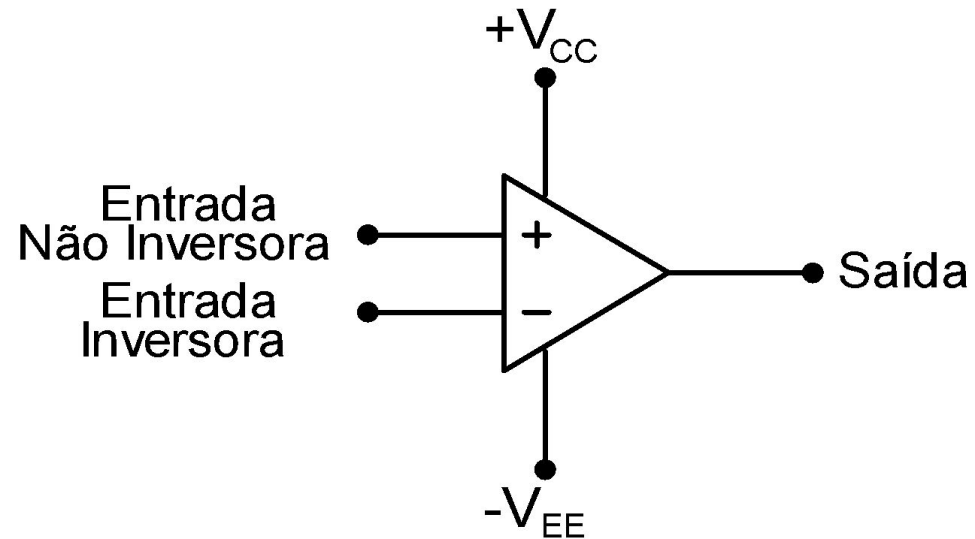 +VCC
Entrada
Não Inversora
+
Entrada
Inversora
−
Saída
-VEE